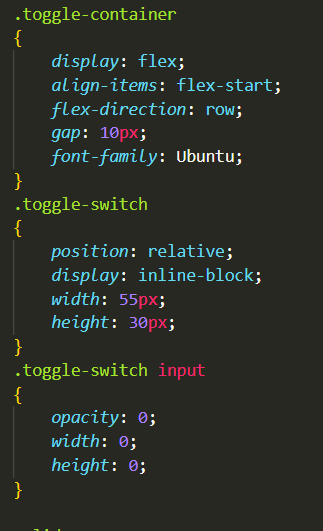 .toggle-container
{
    display: flex;
    align-items: flex-start;
    flex-direction: row;
    gap: 10px;
    font-family: Ubuntu;
}
.toggle-switch
{
    position: relative;
    display: inline-block;
    width: 55px;
    height: 30px;
}
.toggle-switch input
{
    opacity: 0;
    width: 0;
    height: 0;
}